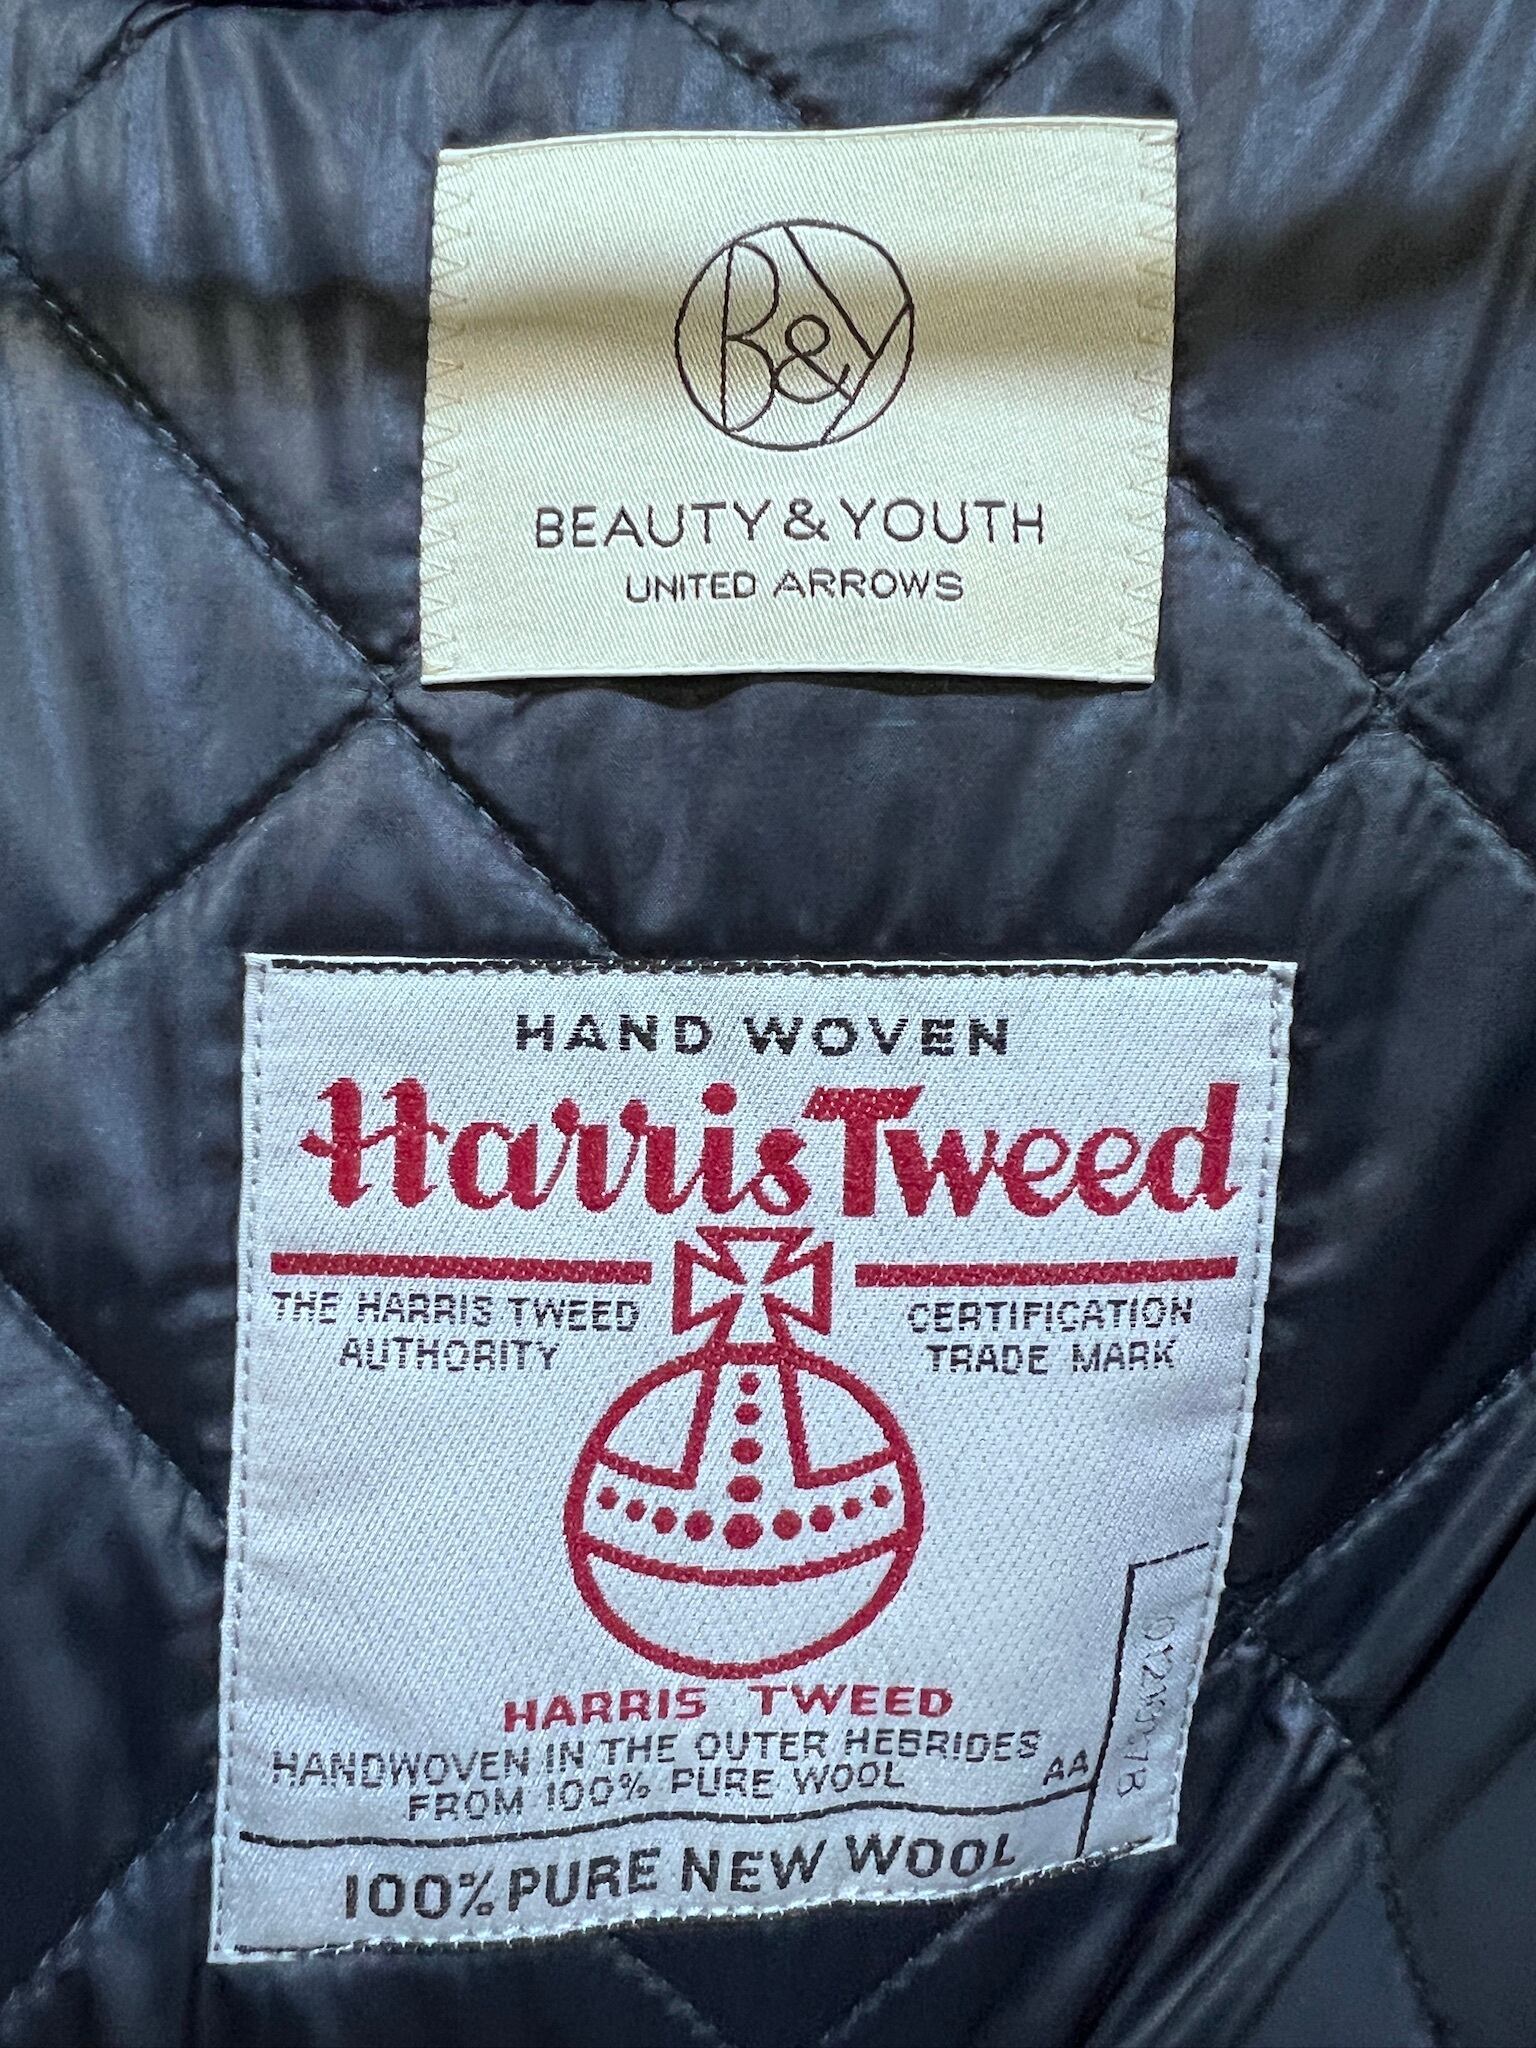 B&Y
BEAUTY & YOUTH
UNITED ARROWS
HAND WOVEN
Harris Tweed
THE HARRIS TWEED
AUTHORITY
CERTIFICATION
TRADE MARK
HARRIS TWEED
HANDWOVEN IN THE OUTER HEBRIDES
FROM 100% PURE WOOL
AA
100% PURE NEW WOOL